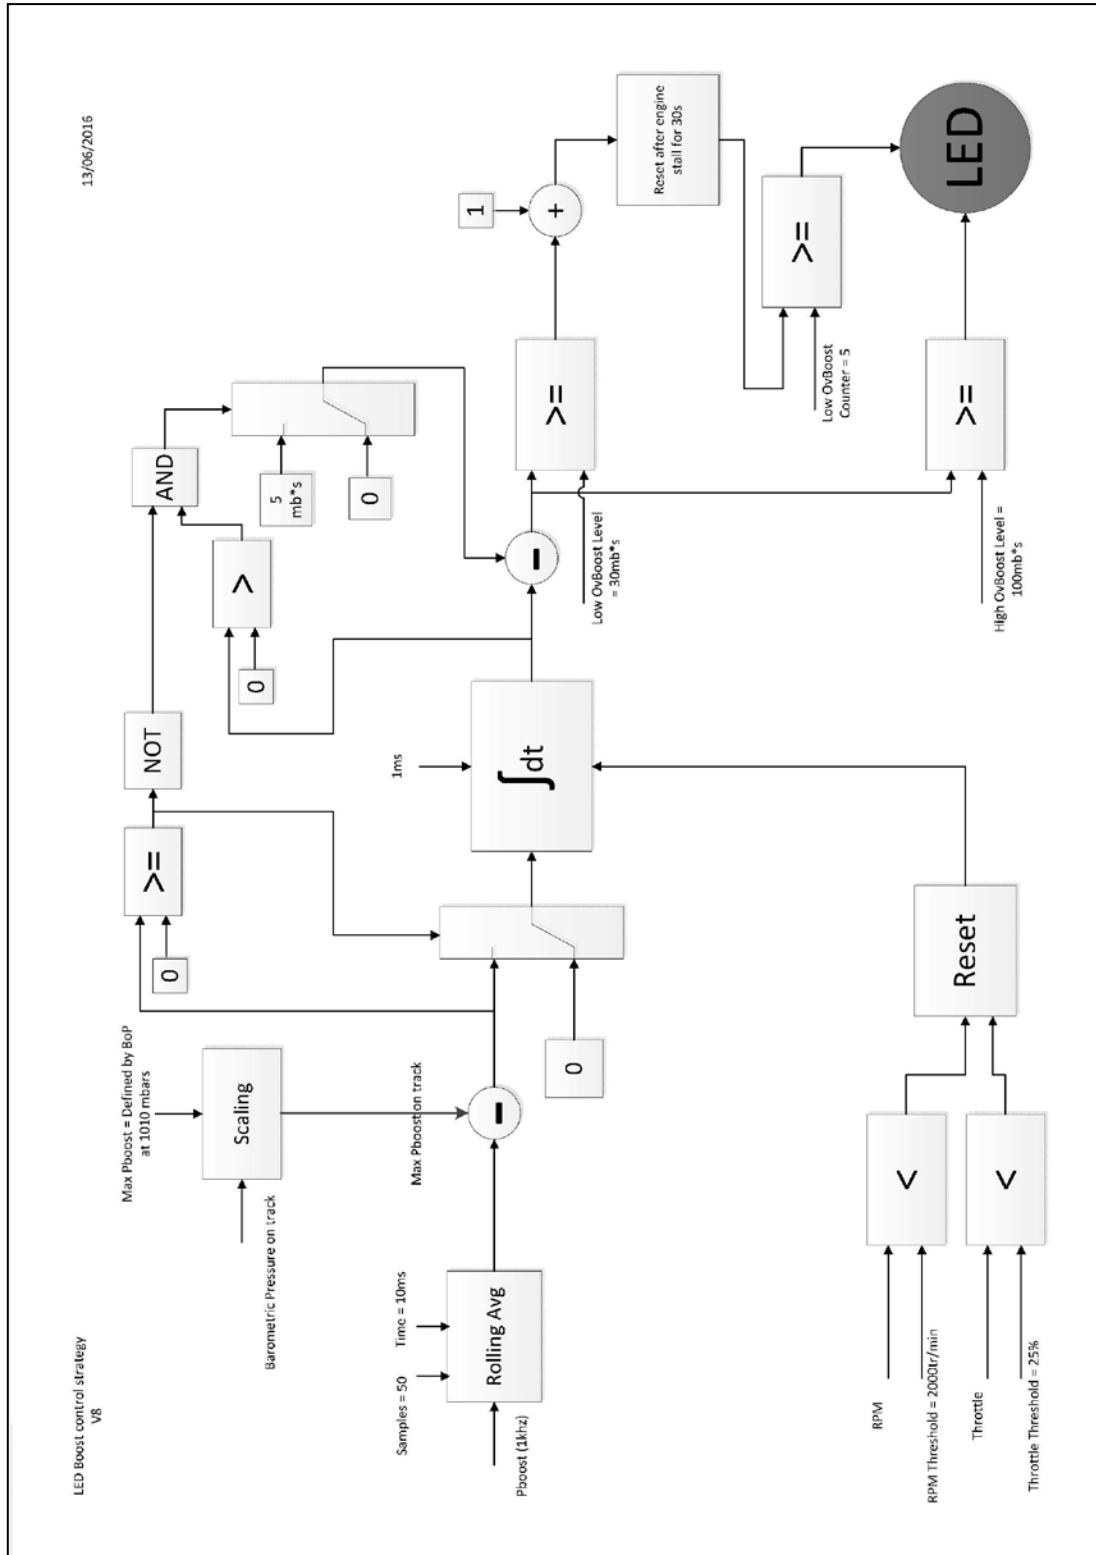 LED Boost control strategy
V8
13/06/2016
Max Pboost = Defined by BoP
at 1010 mbars
Barometric Pressure on track
Scaling
Max Pboost on track
Samples = 50
Time = 10ms
Pboost (1khz)
Rolling Avg
-
0
>=
0
NOT
AND
>
0
5
mb*s
0
1ms
∫dt
-
Low OvBoost Level
= 30mb*s
>=
1
+
Reset after engine
stall for 30s
Low OvBoost
Counter = 5
>=
High OvBoost Level =
100mb*s
>=
LED
RPM
RPM Threshold = 2000tr/min
<
Throttle
Throttle Threshold = 25%
<
Reset